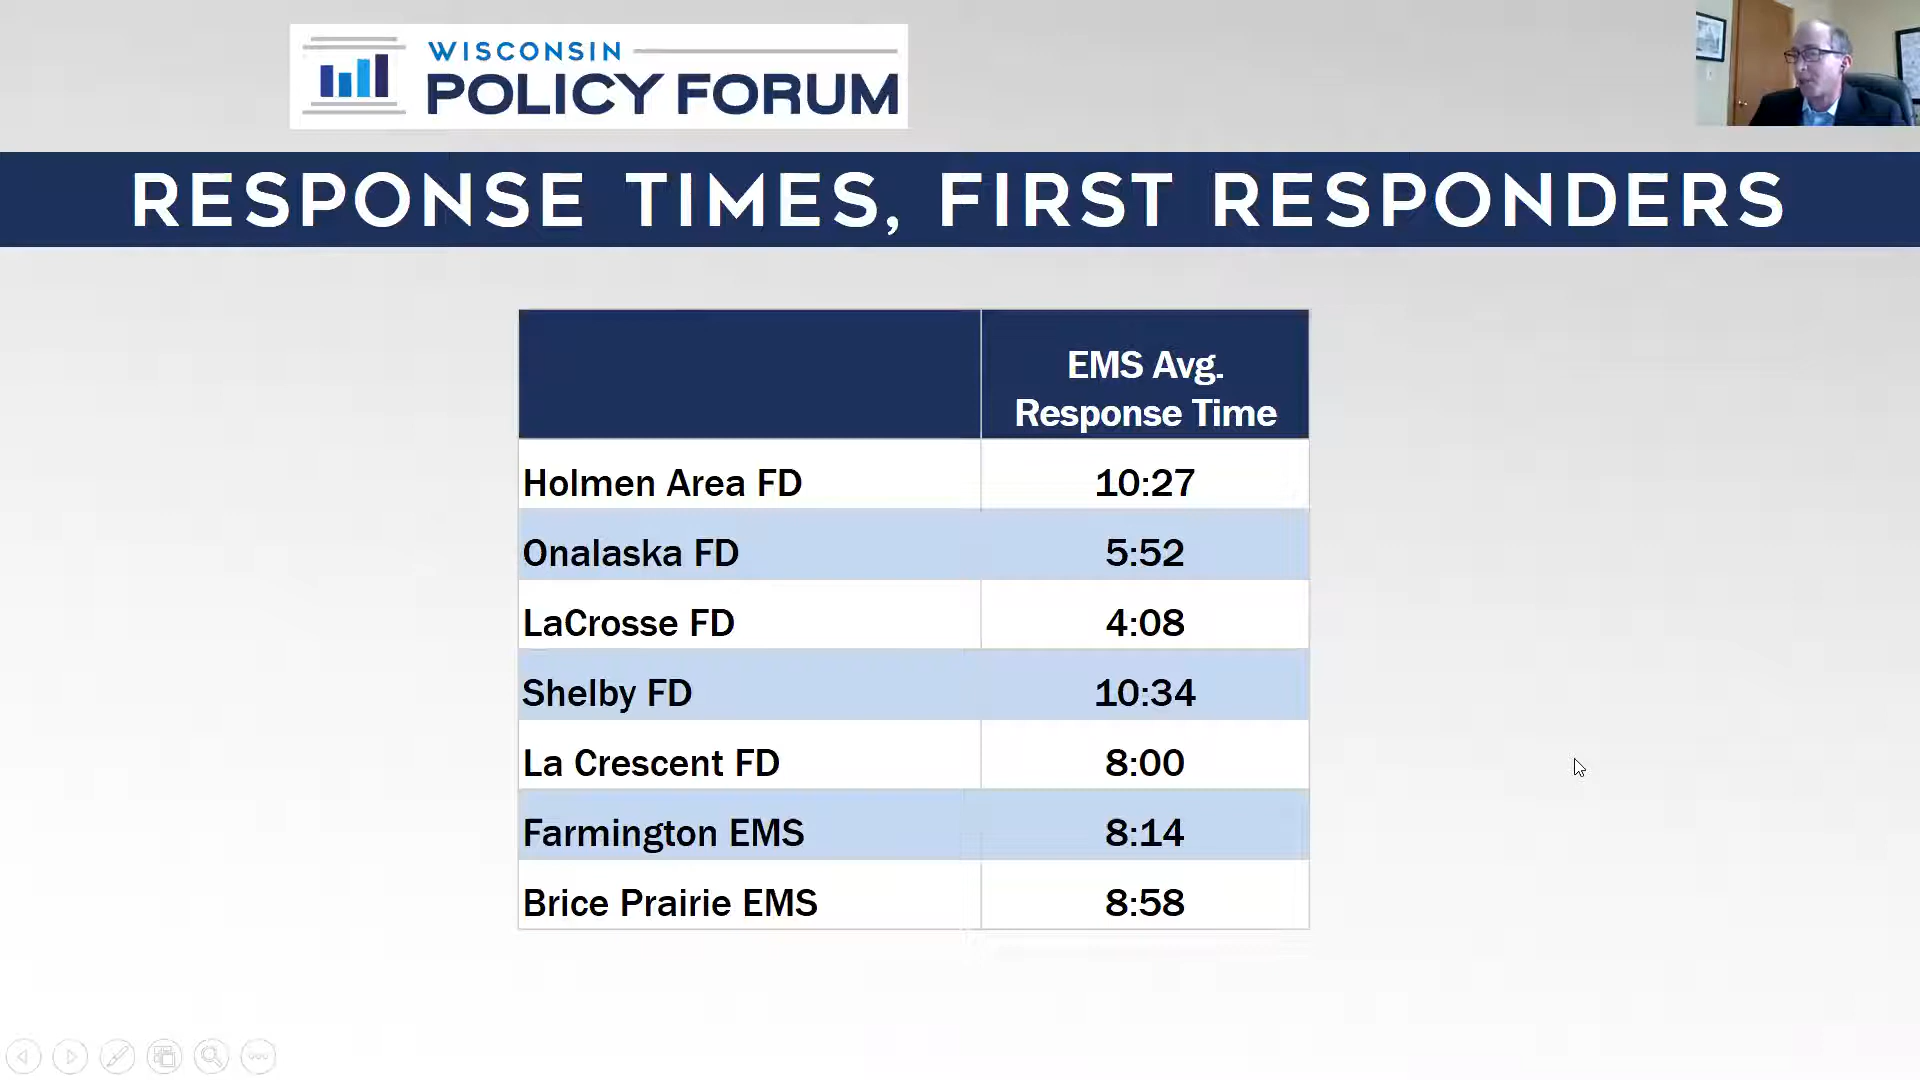 WISCONSIN
POLICY FORUM
RESPONSE TIMES, FIRST RESPONDERS
EMS Avg.
Response Time
Holmen Area FD 10:27
Onalaska FD 5:52
LaCrosse FD 4:08
Shelby FD 10:34
La Crescent FD 8:00
Farmington EMS 8:14
Brice Prairie EMS 8:58